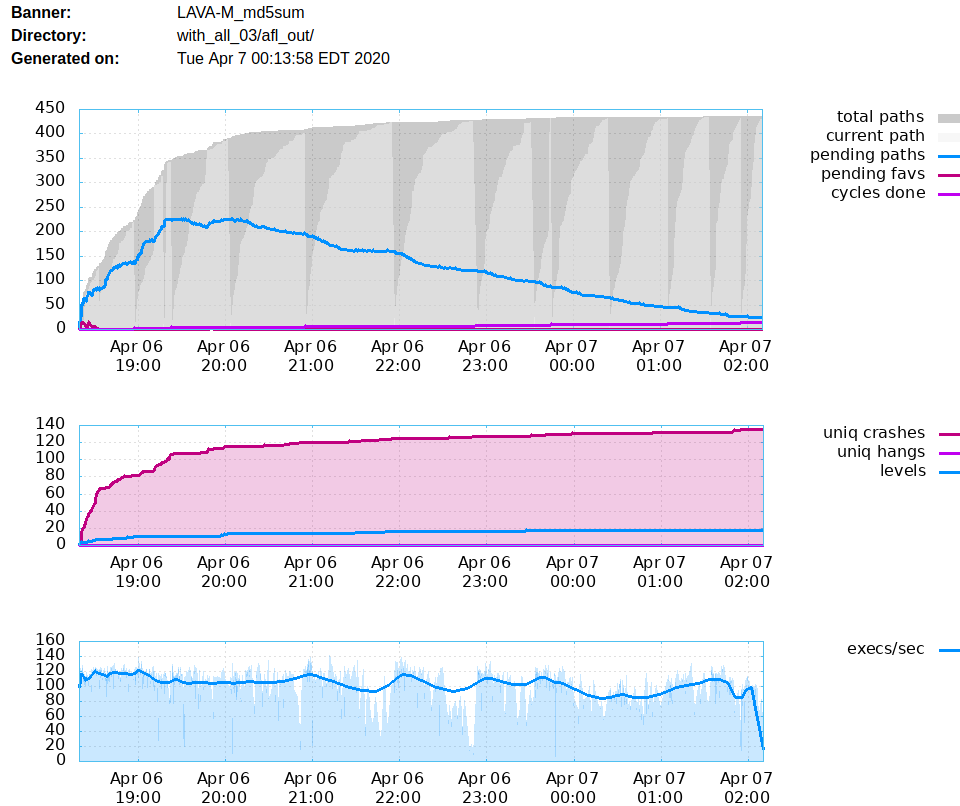 Banner: LAVA-M_md5sum
Directory: with_all_03/afl_out/
Generated on: Tue Apr 7 00:13:58 EDT 2020
450
400
350
300
250
200
150
100
50
0
Apr 06 Apr 06 Apr 06 Apr 06 Apr 06 Apr 07 Apr 07 Apr 07
19:00 20:00 21:00 22:00 23:00 00:00 01:00 02:00
total paths
current path
pending paths
pending favs
cycles done
140
120
100
80
60
40
20
0
Apr 06 Apr 06 Apr 06 Apr 06 Apr 06 Apr 07 Apr 07 Apr 07
19:00 20:00 21:00 22:00 23:00 00:00 01:00 02:00
uniq crashes
uniq hangs
levels
160
140
120
100
80
60
40
20
0
Apr 06 Apr 06 Apr 06 Apr 06 Apr 06 Apr 07 Apr 07 Apr 07
19:00 20:00 21:00 22:00 23:00 00:00 01:00 02:00
execs/sec